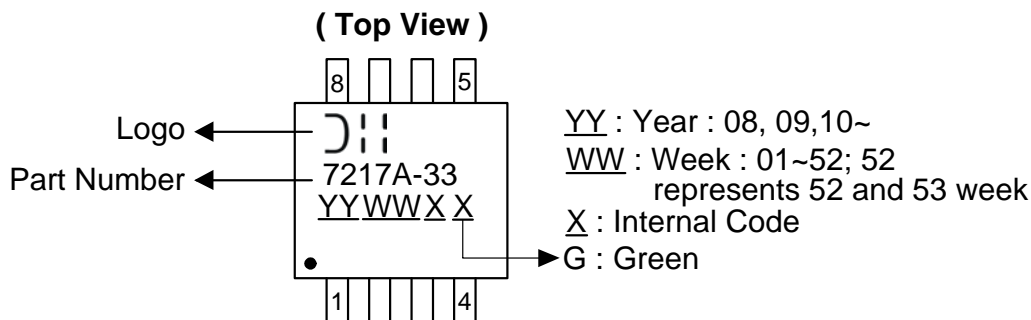 ( Top View )
8 5
Logo
Part Number
7217A-33
YYWWX X
1 4
YY : Year : 08, 09,10~
WW : Week : 01~52; 52
represents 52 and 53 week
X : Internal Code
G : Green